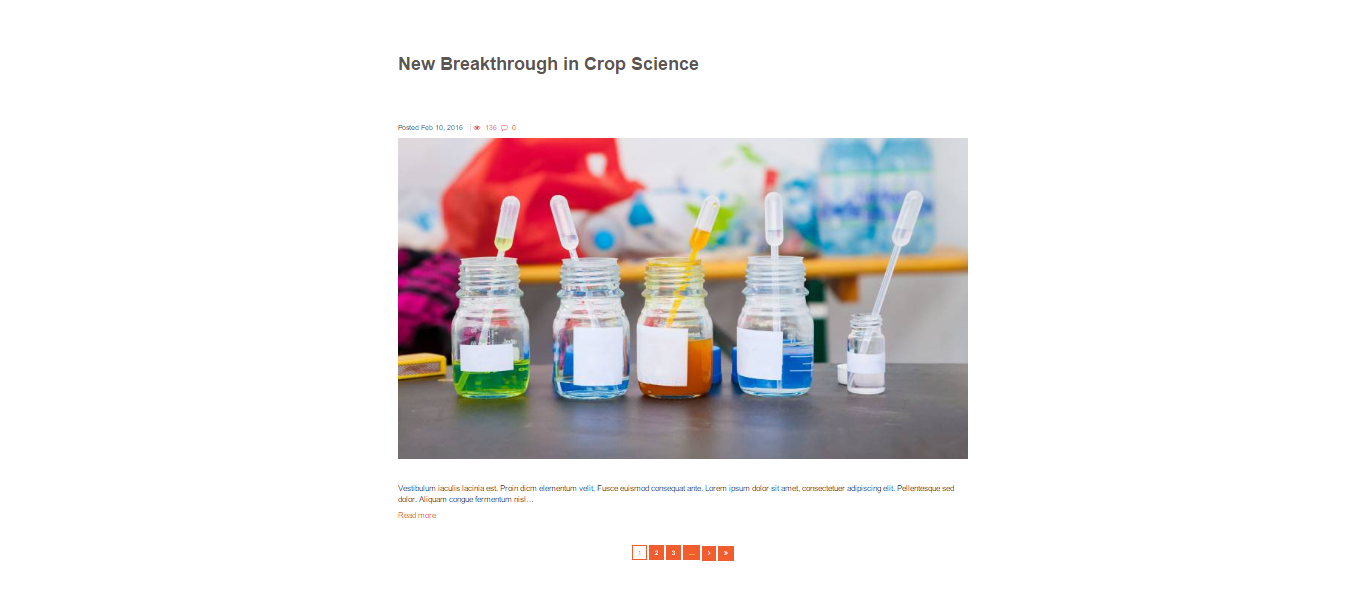 New Breakthrough in Crop Science
Posted Feb 10, 2016 | 136 0
Vestibulum iaculis lacinia est. Proin dicm elementum velit. Fusce euismod consequat ante. Lorem ipsum dolor sit amet, consectetuer adipiscing elit. Pellentesque sed
dolor. Aliquam congue fermentum nisl…
Read more
1 2 3 ... › »